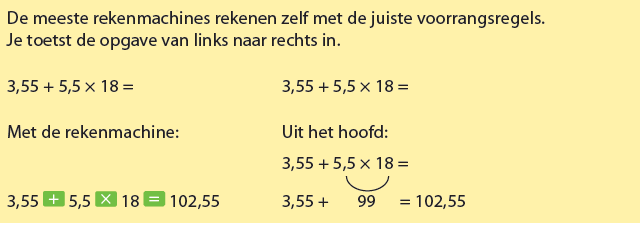 De meeste rekenmachines rekenen zelf met de juiste voorrangsregels.
Je toetst de opgave van links naar rechts in.
3,55 + 5,5 × 18 =
3,55 + 5,5 × 18 =
Met de rekenmachine:
Uit het hoofd:
3,55 + 5,5 × 18 =
3,55 + 5,5 × 18 = 102,55
3,55 + 99 = 102,55